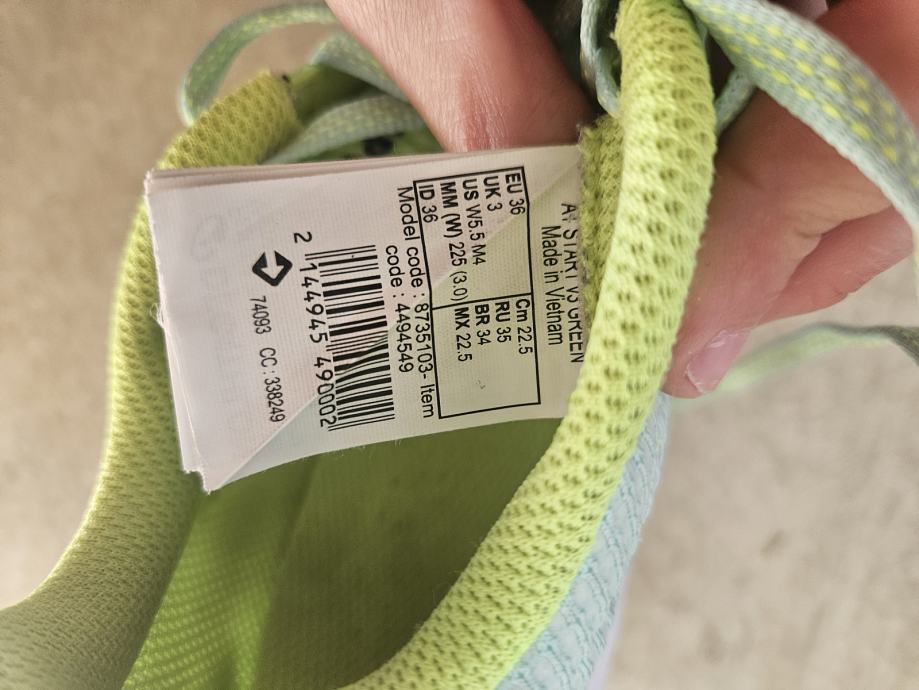 START V3 GREEN
Made in Vietnam
EU 36
UK 3
US W5.5 M4
MM (W) 225 (3.0)
ID 36
Cm 22.5
RU 35
BR 34
MX 22.5
Model code : 8735103- Item
code : 4494549
2 144945 490002
74093 CC : 338249